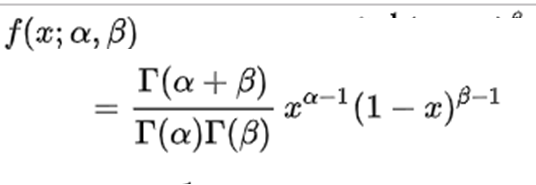 f(x; α, β)
= Γ(α + β) / Γ(α)Γ(β) x^{α−1}(1 − x)^{β−1}